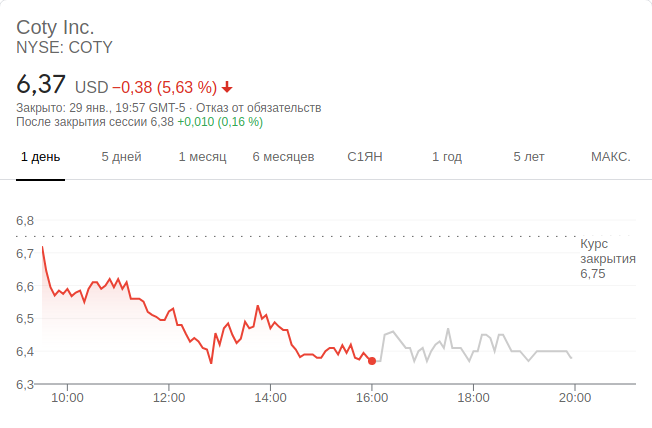 Coty Inc.
NYSE: COTY
6,37 USD −0,38 (5,63 %)
Закрыто: 29 янв., 19:57 GMT-5 · Отказ от обязательств
После закрытия сессии 6,38 +0,010 (0,16 %)
1 день 5 дней 1 месяц 6 месяцев С1ЯН 1 год 5 лет МАКС.
6,8
6,7
6,6
6,5
6,4
6,3
Курс
закрытия
6,75
10:00 12:00 14:00 16:00 18:00 20:00